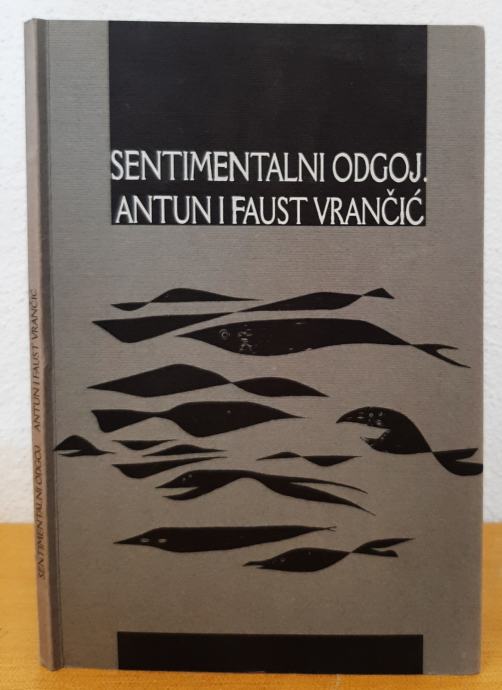 SENTIMENTALNI ODGOJ.
ANTUN I FAUST VRANČIĆ
SENTIMENTALNI ODGOJ ANTUN I FAUST VRANČIĆ